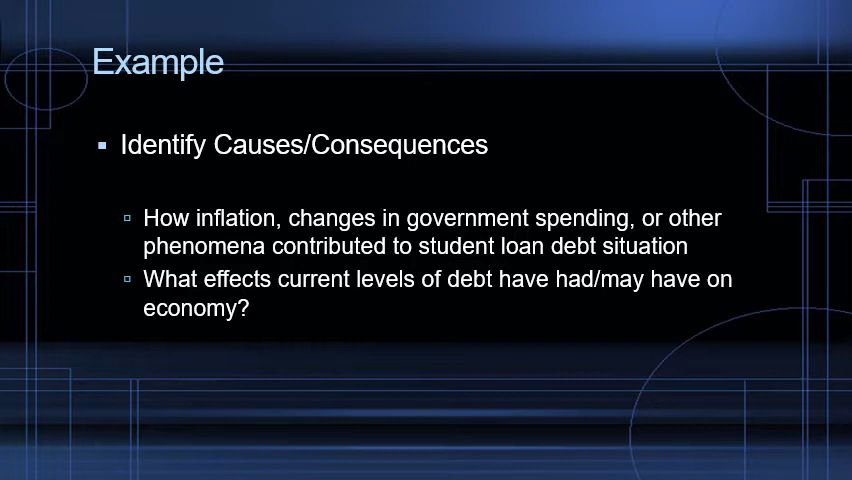 Example
Identify Causes/Consequences
How inflation, changes in government spending, or other
phenomena contributed to student loan debt situation
What effects current levels of debt have had/may have on
economy?